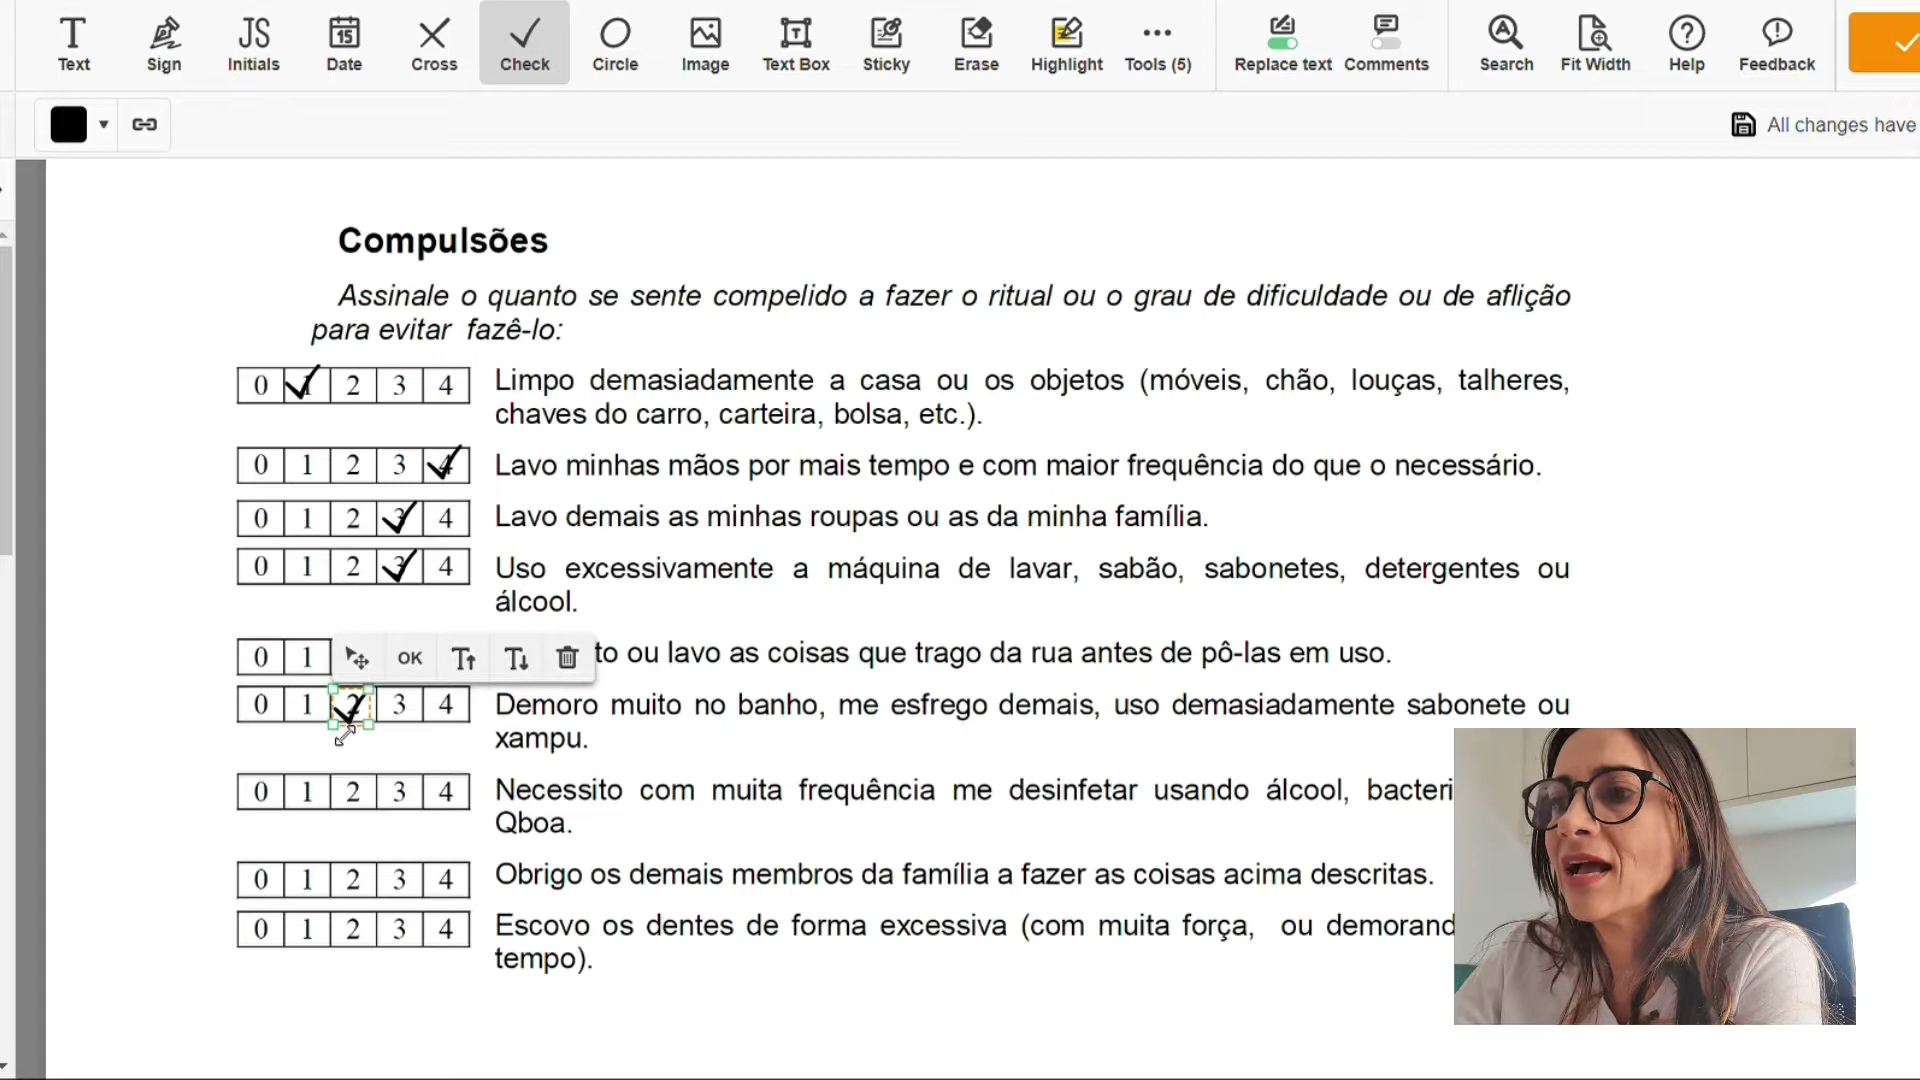 Text Sign Initials Date Cross Check Circle Image Text Box Sticky Erase Highlight Tools (5) Replace text Comments Search Fit Width Help Feedback
All changes have
Compulsões
Assinale o quanto se sente compelido a fazer o ritual ou o grau de dificuldade ou de aflição
para evitar fazê-lo:
0 1 2 3 4 Limpo demasiadamente a casa ou os objetos (móveis, chão, louças, talheres,
chaves do carro, carteira, bolsa, etc.).
0 1 2 3 4 Lavo minhas mãos por mais tempo e com maior frequência do que o necessário.
0 1 2 3 4 Lavo demais as minhas roupas ou as da minha família.
0 1 2 3 4 Uso excessivamente a máquina de lavar, sabão, sabonetes, detergentes ou
álcool.
0 1 OK to ou lavo as coisas que trago da rua antes de pô-las em uso.
0 1 2 3 4 Demoro muito no banho, me esfrego demais, uso demasiadamente sabonete ou
xampu.
0 1 2 3 4 Necessito com muita frequência me desinfetar usando álcool, bacteri
Qboa.
0 1 2 3 4 Obrigo os demais membros da família a fazer as coisas acima descritas.
0 1 2 3 4 Escovo os dentes de forma excessiva (com muita força, ou demorand
tempo).